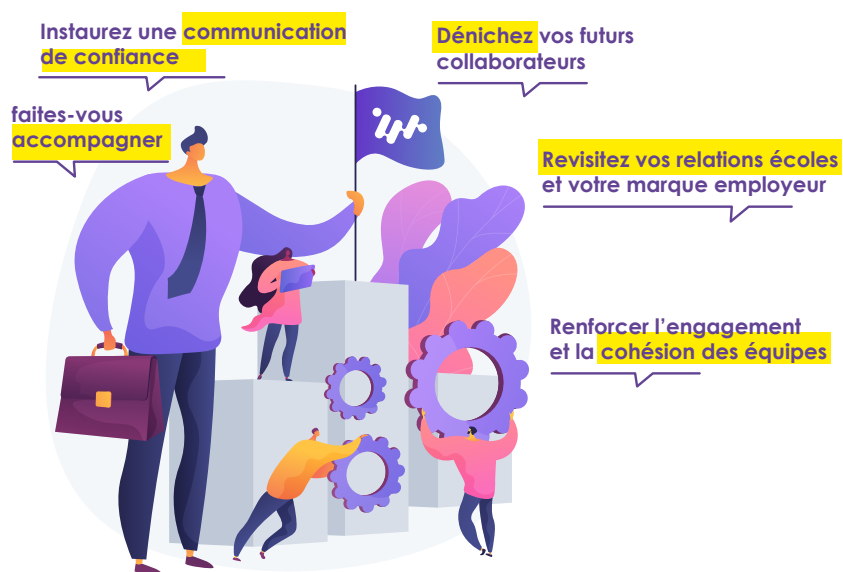 Instaurez une communication
de confiance
Dénichez vos futurs
collaborateurs
faites-vous
accompagner
Revisitez vos relations écoles
et votre marque employeur
Renforcer l’engagement
et la cohésion des équipes